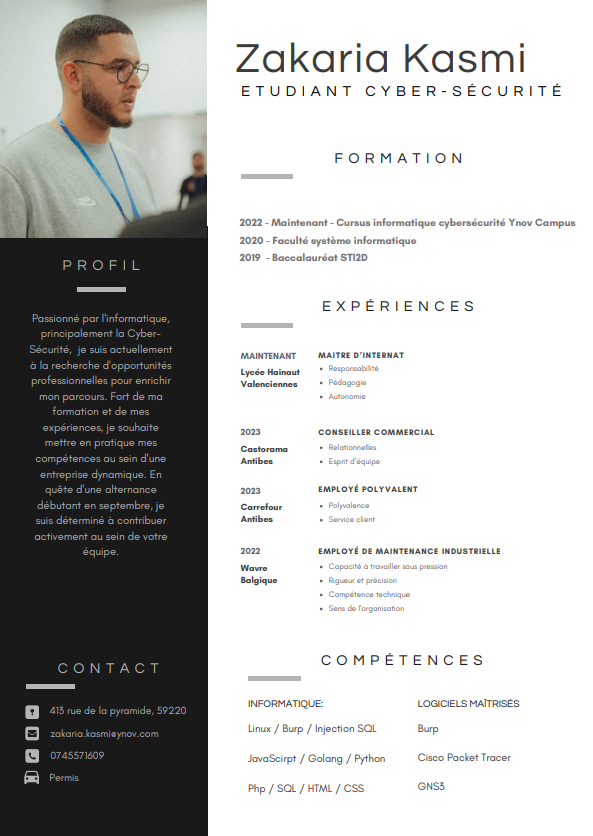 Zakaria Kasmi
ETUDIANT CYBER-SÉCURITÉ
FORMATION
2022 - Maintenant - Cursus informatique cybersécurité Ynov Campus
2020 - Faculté système informatique
2019 - Baccalauréat STI2D
EXPÉRIENCES
MAINTENANT
Lycée Hainaut
Valenciennes
MAITRE D'INTERNAT
Responsabilité
Pédagogie
Autonomie
2023
Castorama
Antibes
CONSEILLER COMMERCIAL
Relationnelles
Esprit d'équipe
2023
Carrefour
Antibes
EMPLOYÉ POLYVALENT
Polyvalence
Service client
2022
Wavre
Balgique
EMPLOYÉ DE MAINTENANCE INDUSTRIELLE
Capacité à travailler sous pression
Rigueur et précision
Compétence technique
Sens de l'organisation
COMPÉTENCES
INFORMATIQUE:
Linux / Burp / Injection SQL
JavaScirpt / Golang / Python
Php / SQL / HTML / CSS
LOGICIELS MAÎTRISÉS
Burp
Cisco Packet Tracer
GNS3
PROFIL
Passionné par l'informatique,
principalement la Cyber-
Sécurité, je suis actuellement
à la recherche d'opportunités
professionnelles pour enrichir
mon parcours. Fort de ma
formation et de mes
expériences, je souhaite
mettre en pratique mes
compétences au sein d'une
entreprise dynamique. En
quête d'une alternance
débutant en septembre, je
suis déterminé à contribuer
activement au sein de votre
équipe.
CONTACT
413 rue de la pyramide, 59220
zakaria.kasmi@ynov.com
0745571609
Permis